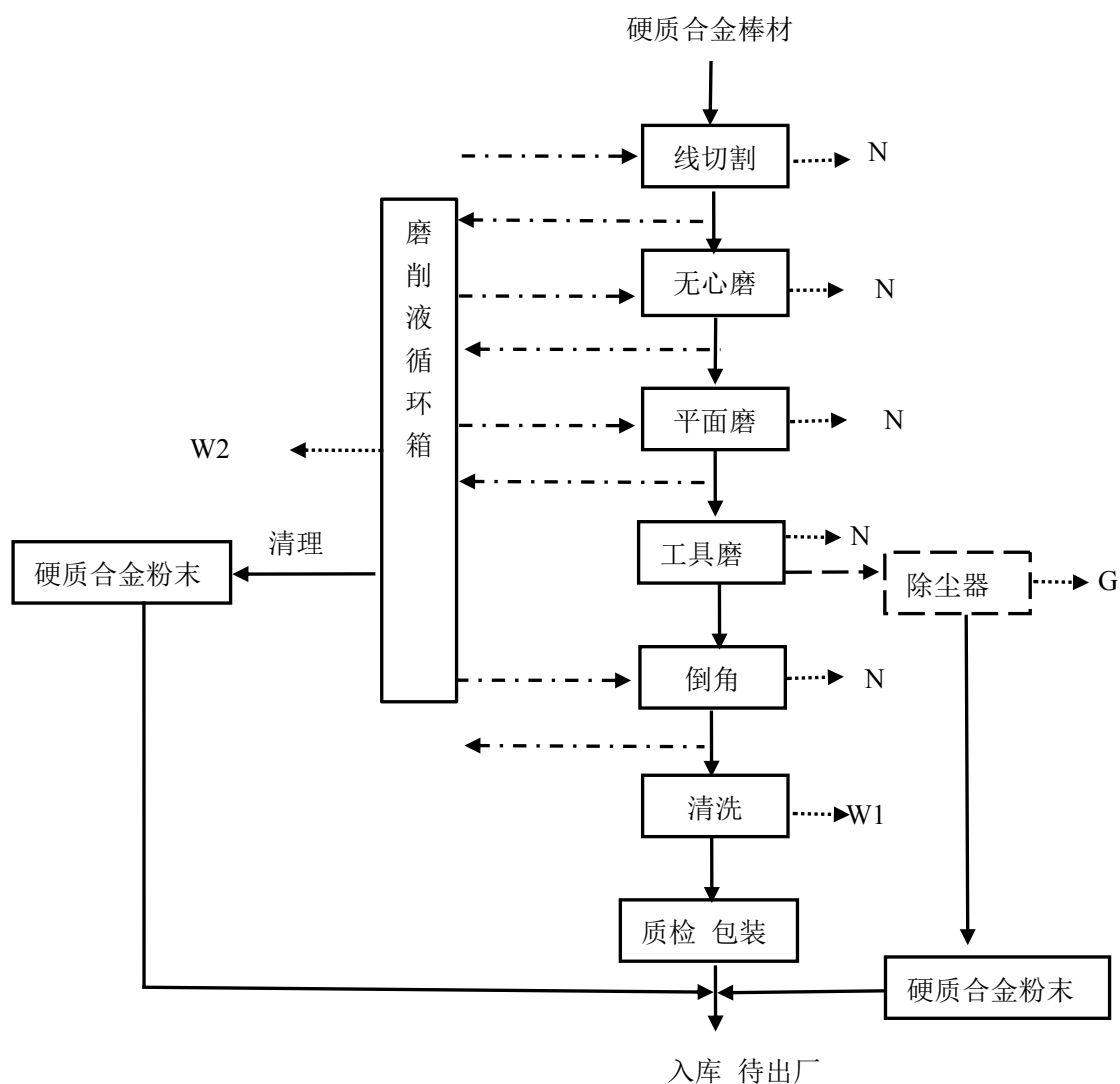 硬质合金棒材
线切割
N
磨削液循环箱
无心磨
N
平面磨
N
W2
工具磨
N
清理
硬质合金粉末
除尘器
G
倒角
N
清洗
W1
质检 包装
硬质合金粉末
入库 待出厂